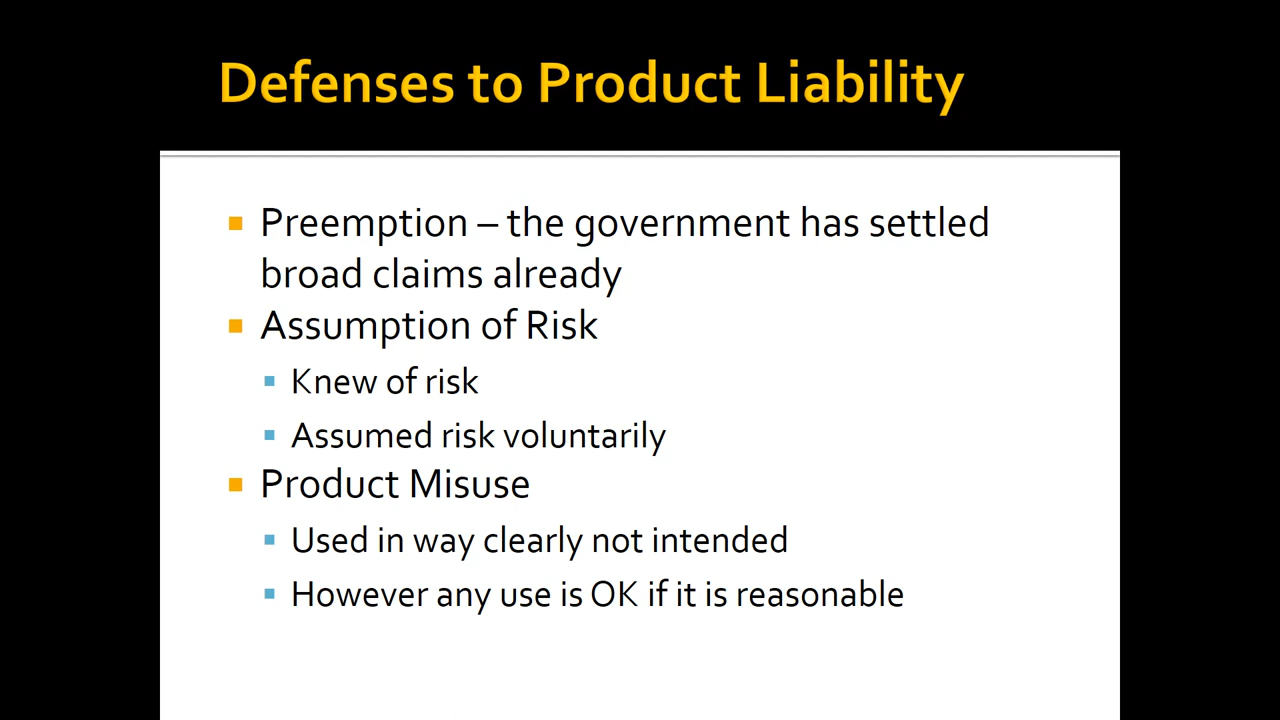 Defenses to Product Liability
Preemption – the government has settled
broad claims already
Assumption of Risk
Knew of risk
Assumed risk voluntarily
Product Misuse
Used in way clearly not intended
However any use is OK if it is reasonable